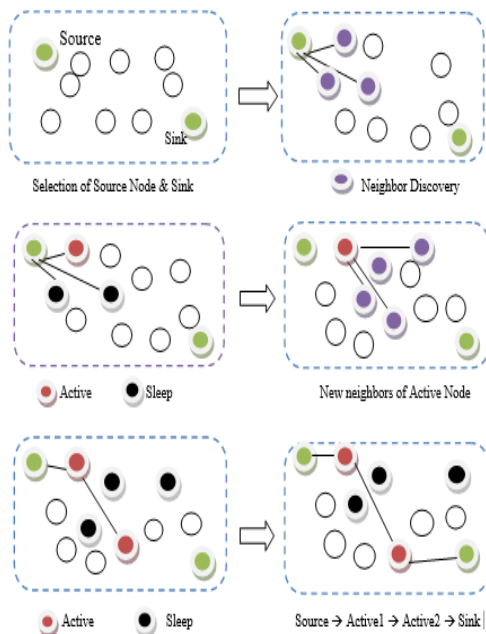 Source
Sink
Selection of Source Node & Sink
Neighbor Discovery
Active
Sleep
New neighbors of Active Node
Active
Sleep
Source → Active1 → Active2 → Sink